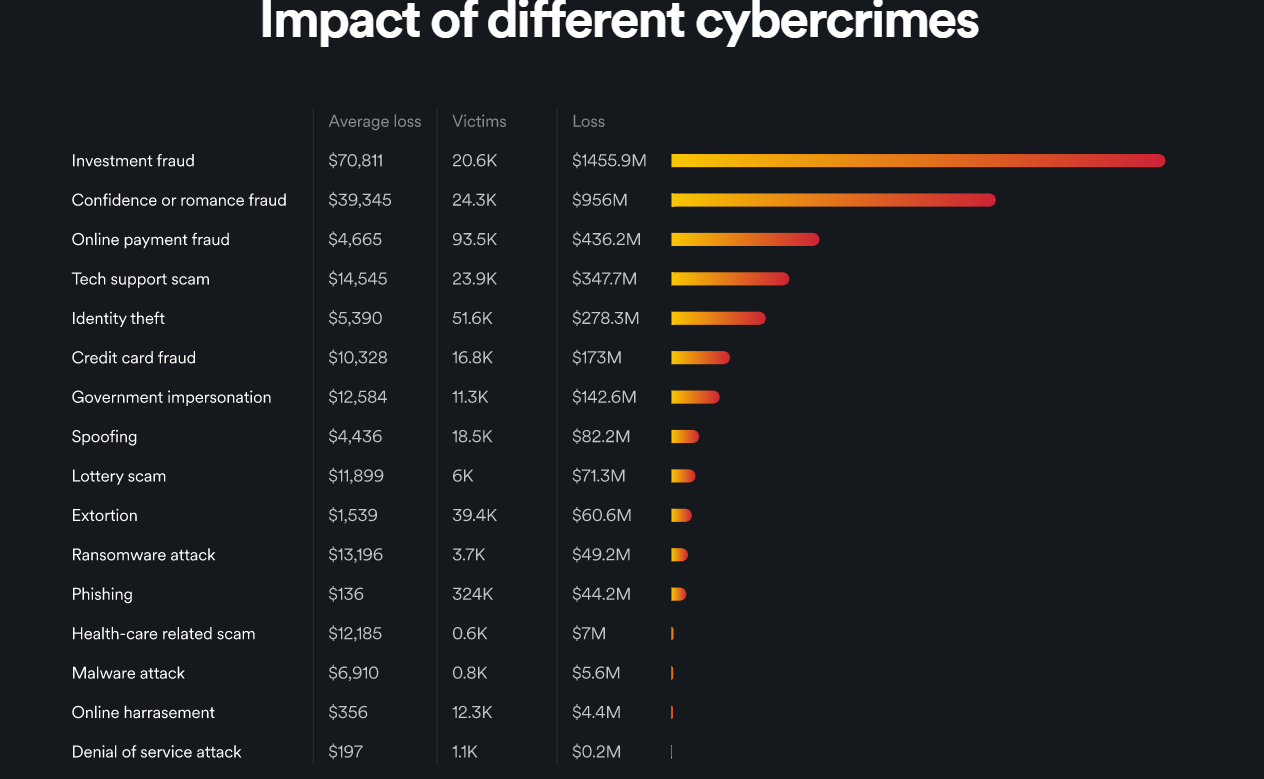 Impact of different cybercrimes
Average loss Victims Loss
Investment fraud $70,811 20.6K $1455.9M
Confidence or romance fraud $39,345 24.3K $956M
Online payment fraud $4,665 93.5K $436.2M
Tech support scam $14,545 23.9K $347.7M
Identity theft $5,390 51.6K $278.3M
Credit card fraud $10,328 16.8K $173M
Government impersonation $12,584 11.3K $142.6M
Spoofing $4,436 18.5K $82.2M
Lottery scam $11,899 6K $71.3M
Extortion $1,539 39.4K $60.6M
Ransomware attack $13,196 3.7K $49.2M
Phishing $136 324K $44.2M
Health-care related scam $12,185 0.6K $7M
Malware attack $6,910 0.8K $5.6M
Online harrasement $356 12.3K $4.4M
Denial of service attack $197 1.1K $0.2M